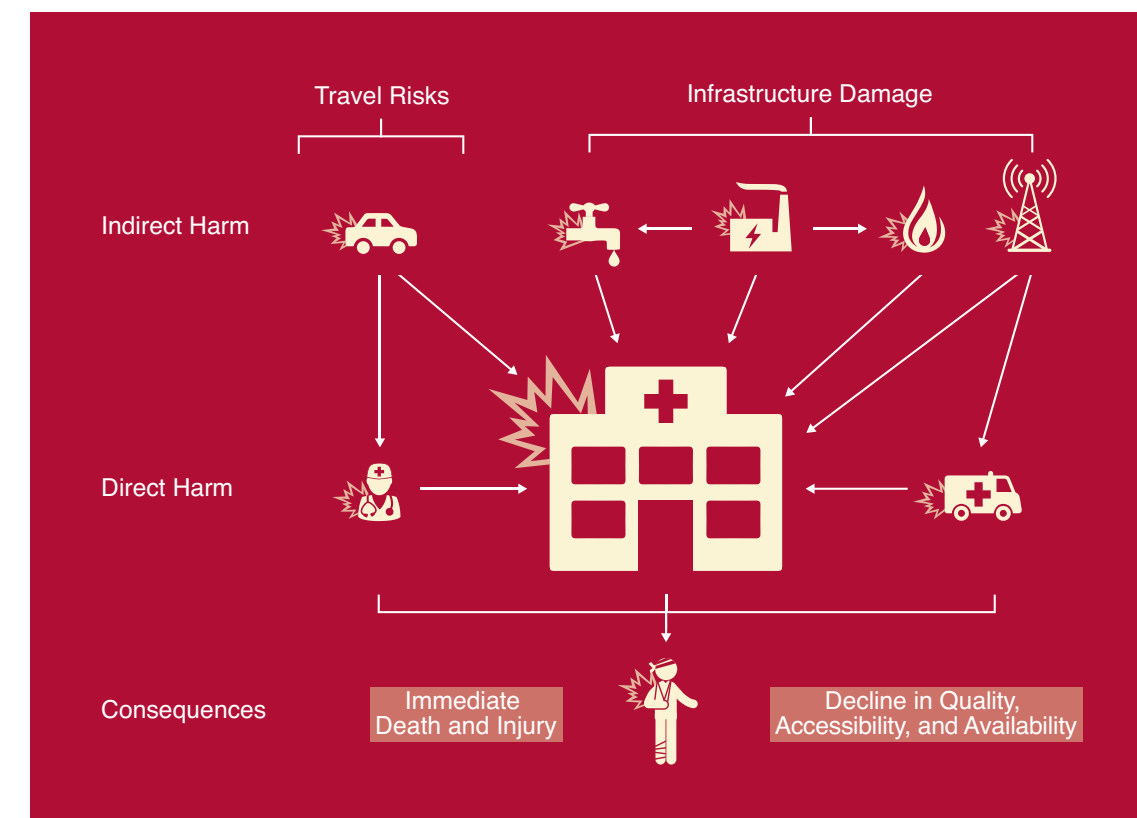 Travel Risks
Infrastructure Damage
Indirect Harm
Direct Harm
Consequences
Immediate
Death and Injury
Decline in Quality,
Accessibility, and Availability